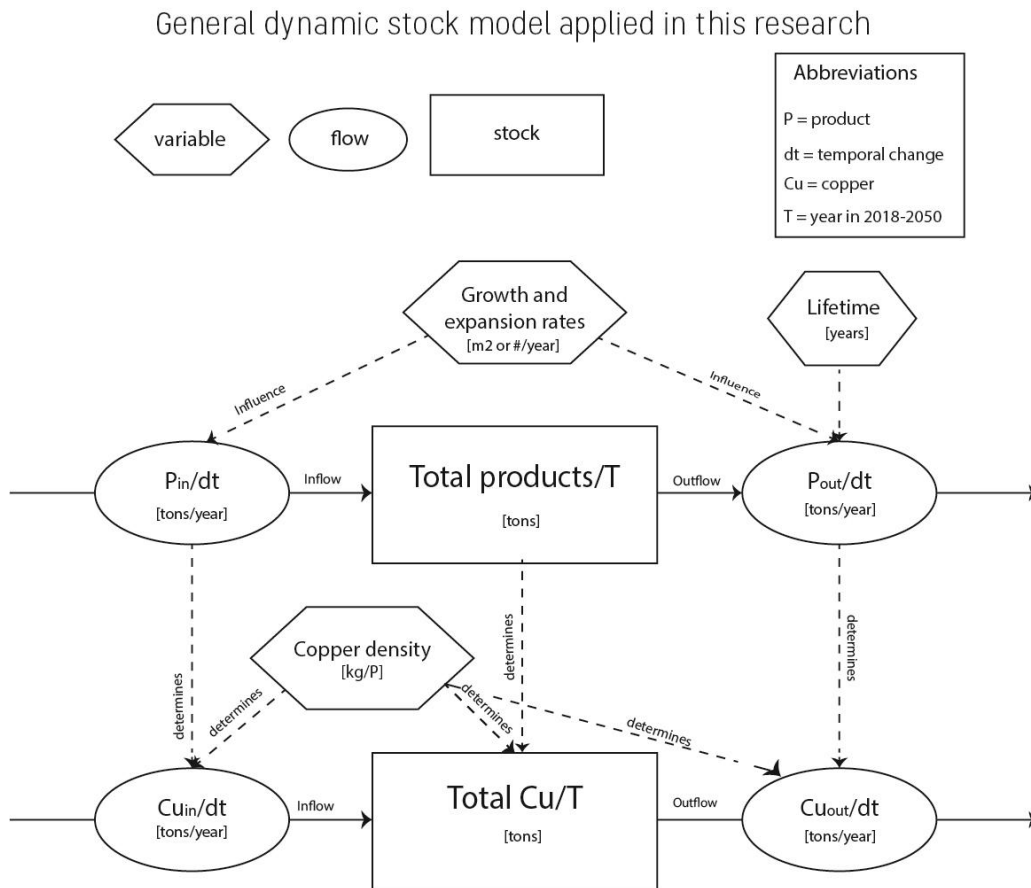 General dynamic stock model applied in this research
variable
flow
stock
Abbreviations
P = product
dt = temporal change
Cu = copper
T = year in 2018-2050
Growth and
expansion rates
[m2 or #/year]
Lifetime
[years]
Influence
Influence
Pin/dt
[tons/year]
Inflow
Total products/T
[tons]
Outflow
Pout/dt
[tons/year]
Copper density
[kg/P]
determines
determines
determines
determines
determines
determines
Cuin/dt
[tons/year]
Inflow
Total Cu/T
[tons]
Outflow
Cuout/dt
[tons/year]